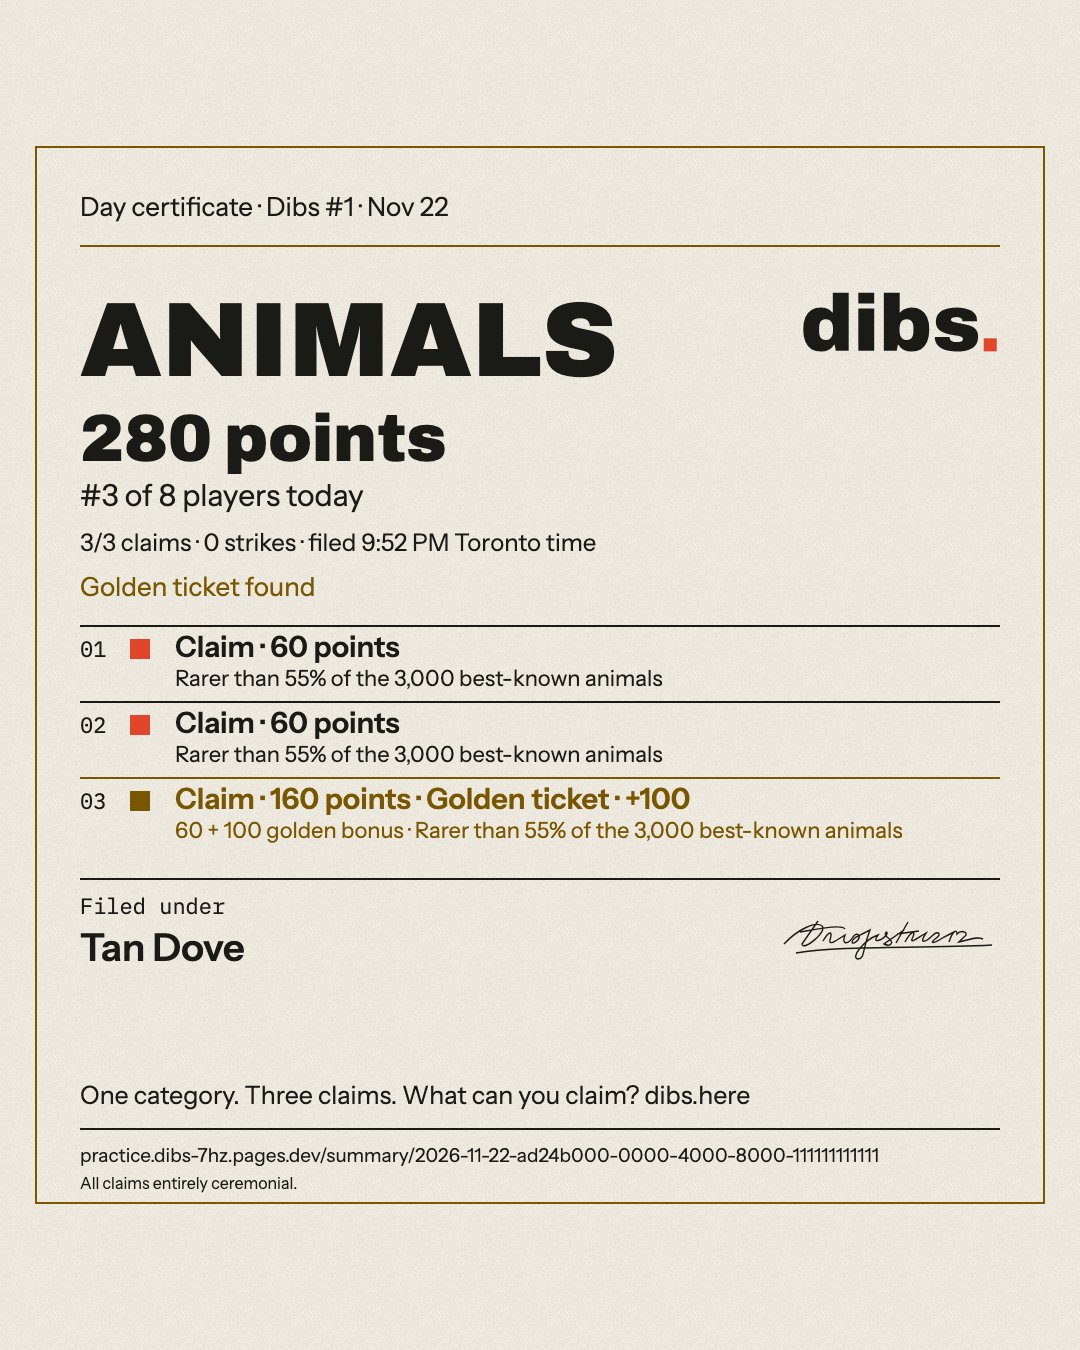 Day certificate · Dibs #1 · Nov 22
ANIMALS
dibs.
280 points
#3 of 8 players today
3/3 claims · 0 strikes · filed 9:52 PM Toronto time
Golden ticket found
01 Claim · 60 points
Rarer than 55% of the 3,000 best-known animals
02 Claim · 60 points
Rarer than 55% of the 3,000 best-known animals
03 Claim · 160 points · Golden ticket · +100
60 + 100 golden bonus · Rarer than 55% of the 3,000 best-known animals
Filed under
Tan Dove
One category. Three claims. What can you claim? dibs.here
practice.dibs-7hz.pages.dev/summary/2026-11-22-ad24b000-0000-4000-8000-111111111111
All claims entirely ceremonial.